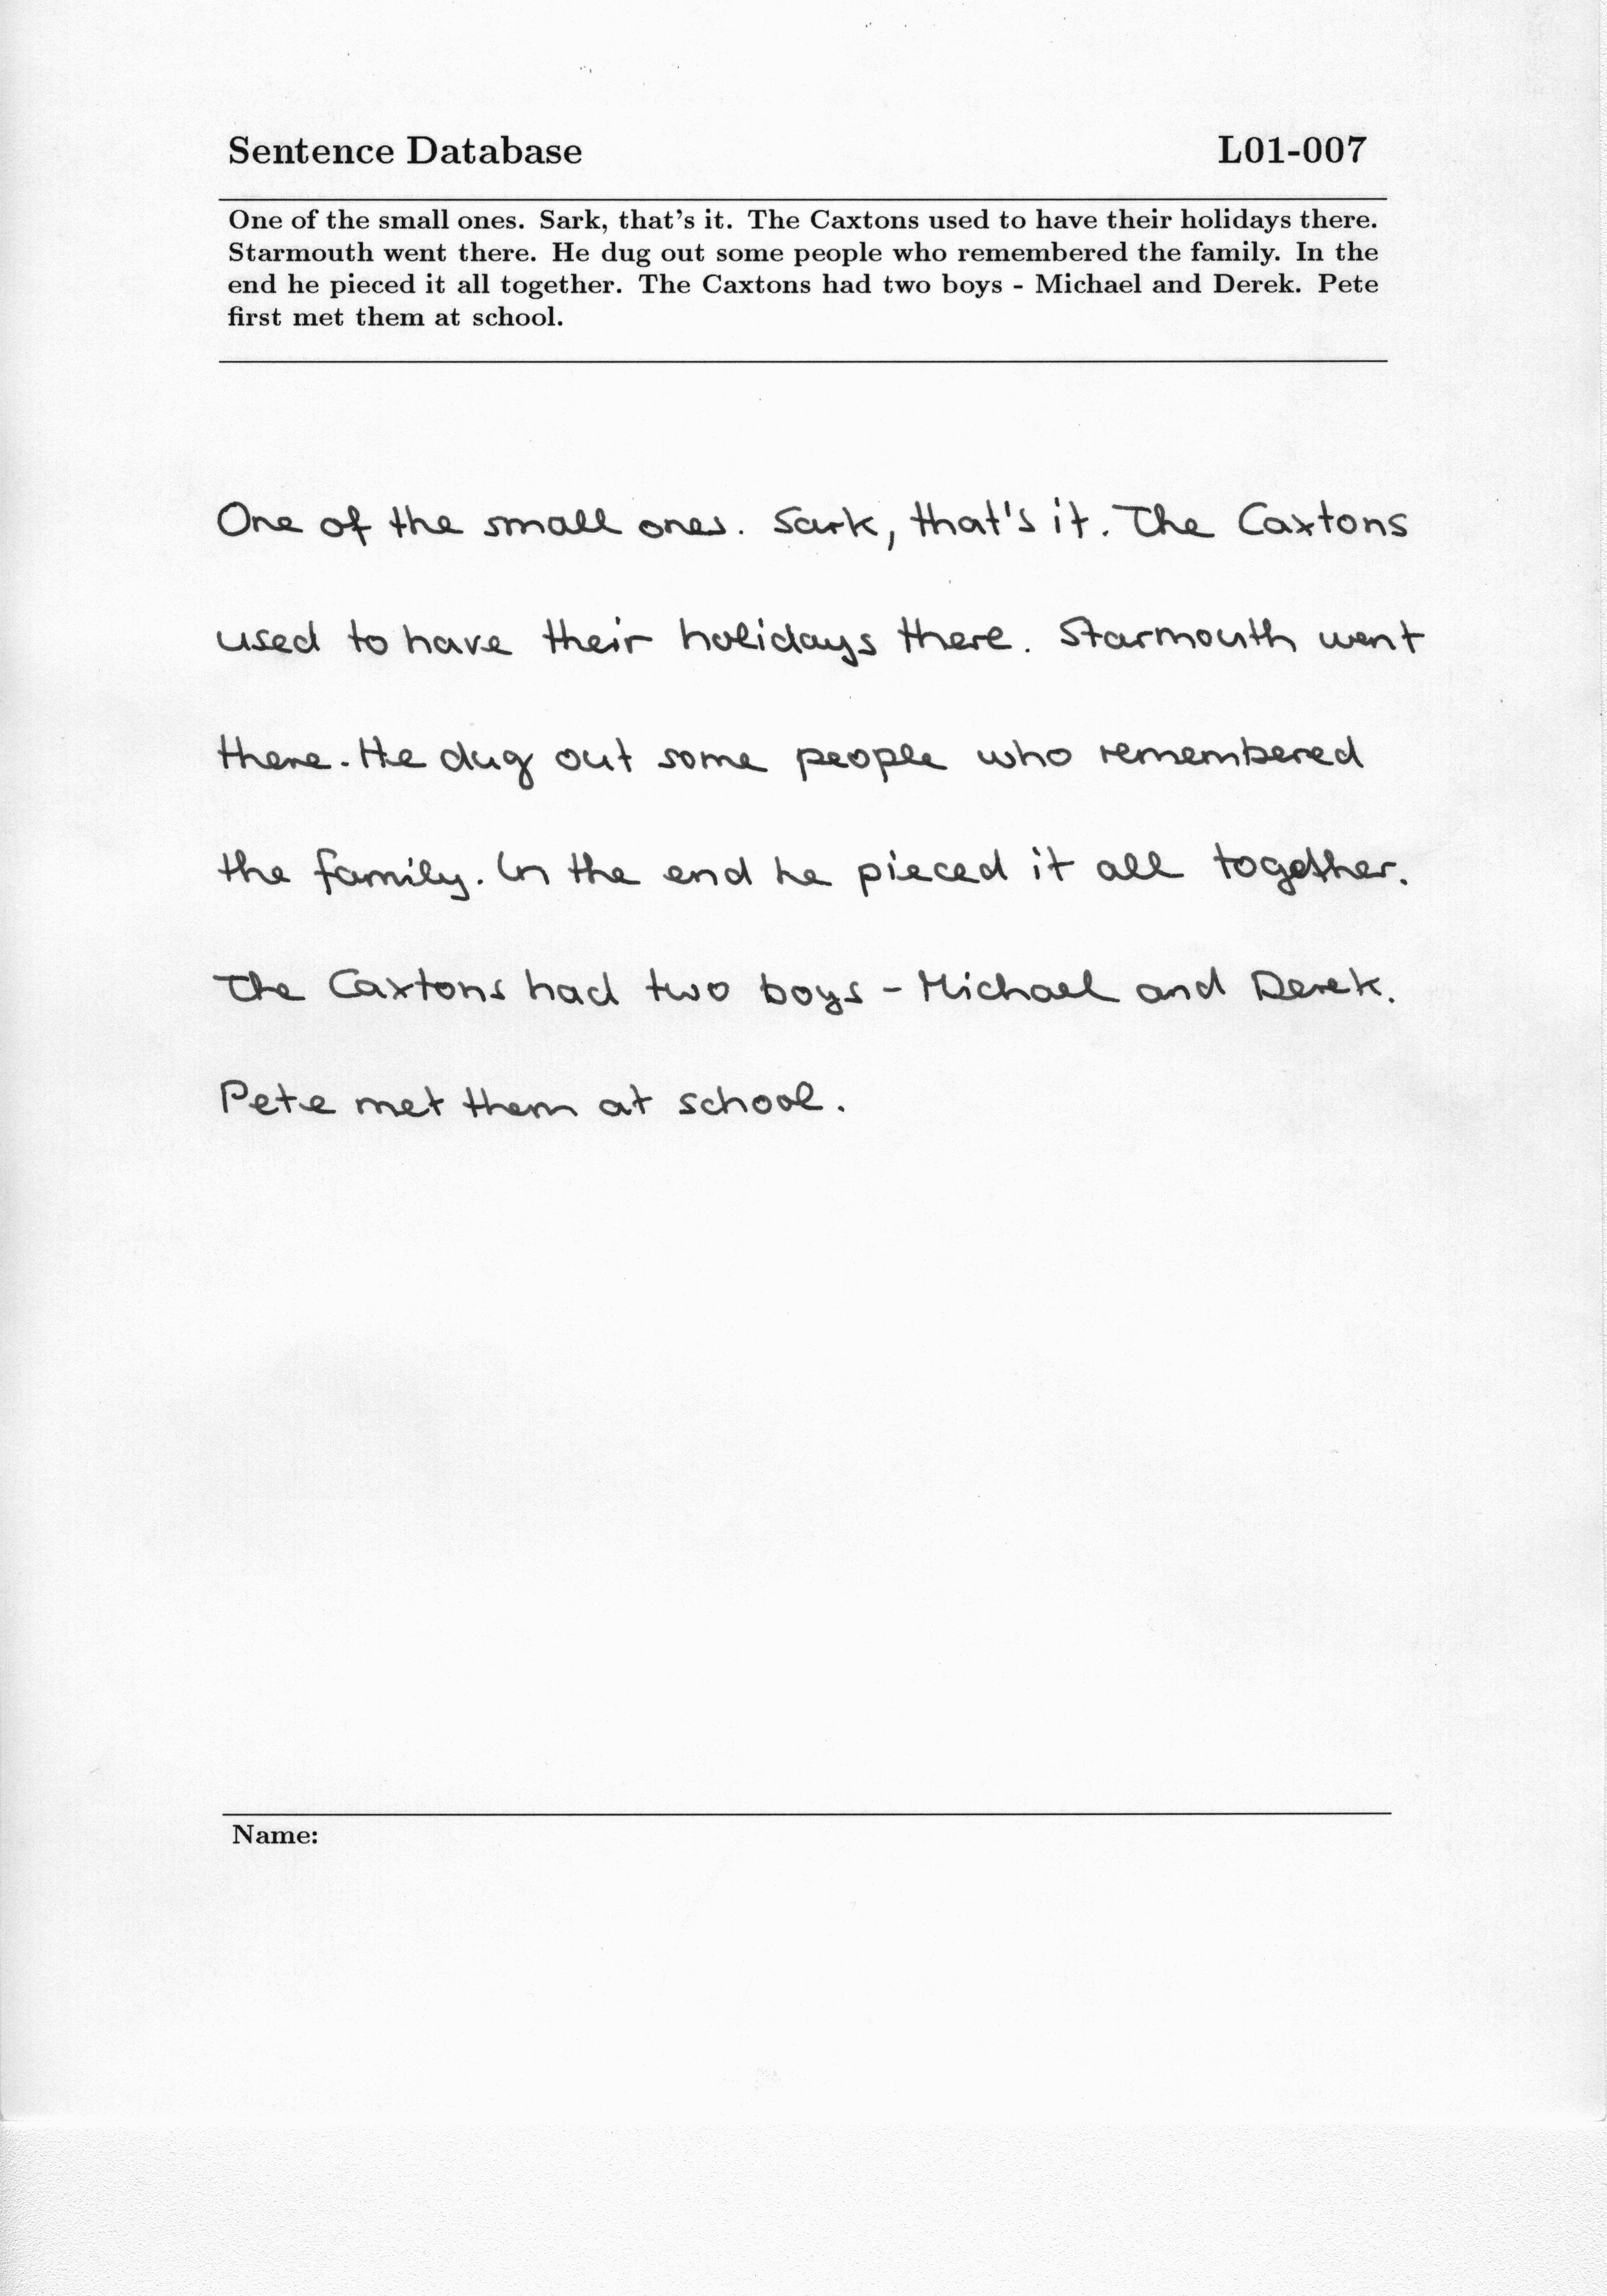 Sentence Database L01-007
One of the small ones. Sark, that's it. The Caxtons used to have their holidays there.
Starmouth went there. He dug out some people who remembered the family. In the
end he pieced it all together. The Caxtons had two boys - Michael and Derek. Pete
first met them at school.
One of the small ones. Sark, that's it. The Caxtons
used to have their holidays there. Starmouth went
there. He dug out some people who remembered
the family. In the end he pieced it all together.
The Caxtons had two boys - Michael and Derek.
Pete met them at school.
Name: